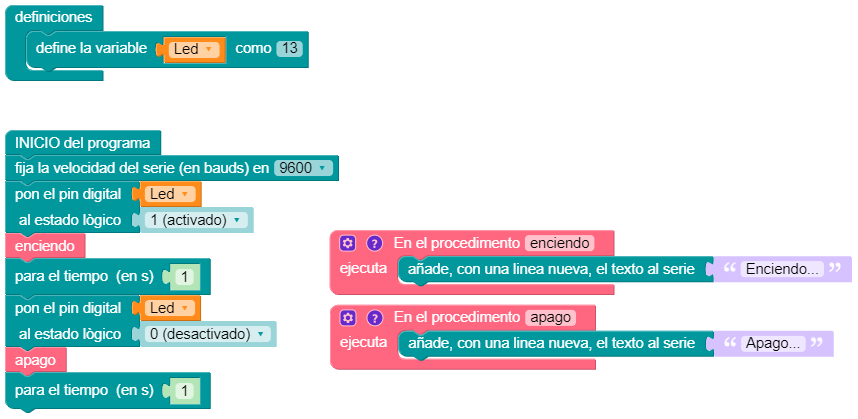 definiciones
define la variable Led como 13
INICIO del programa
fija la velocidad del serie (en bauds) en 9600
pon el pin digital Led
al estado lògico 1 (activado)
enciendo
para el tiempo (en s) 1
pon el pin digital Led
al estado lògico 0 (desactivado)
apago
para el tiempo (en s) 1
? En el procedimento enciendo
ejecuta añade, con una linea nueva, el texto al serie “ Enciendo... ”
? En el procedimento apago
ejecuta añade, con una linea nueva, el texto al serie “ Apago... ”